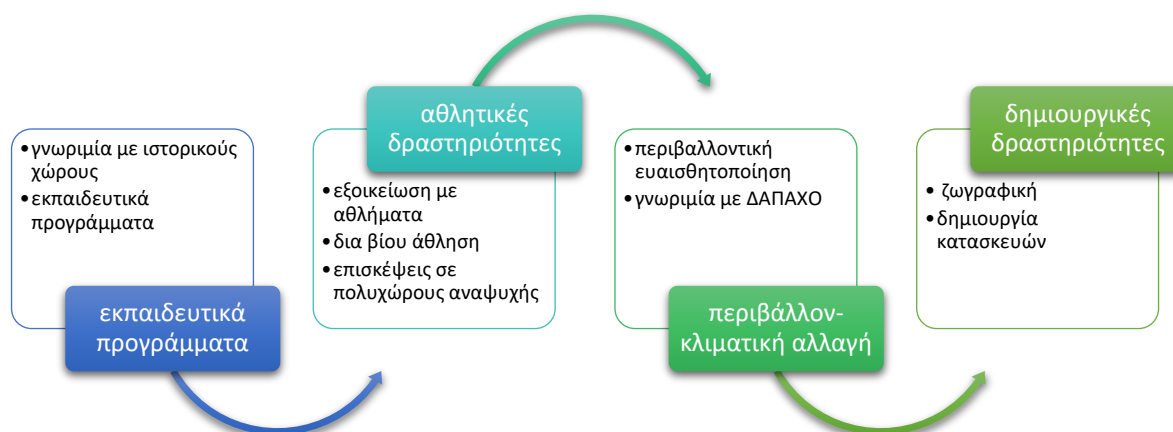 •γνωριμία με ιστορικούς
χώρους
•εκπαιδευτικά
προγράμματα
εκπαιδευτικά
προγράμματα
αθλητικές
δραστηριότητες
•εξοικείωση με
αθλήματα
•δια βίου άθληση
•επισκέψεις σε
πολυχώρους αναψυχής
•περιβαλλοντική
ευαισθητοποίηση
•γνωριμία με ΔΑΠΑΧΟ
περιβάλλον-
κλιματική αλλαγή
δημιουργικές
δραστηριότητες
• ζωγραφική
•δημιουργία
κατασκευών